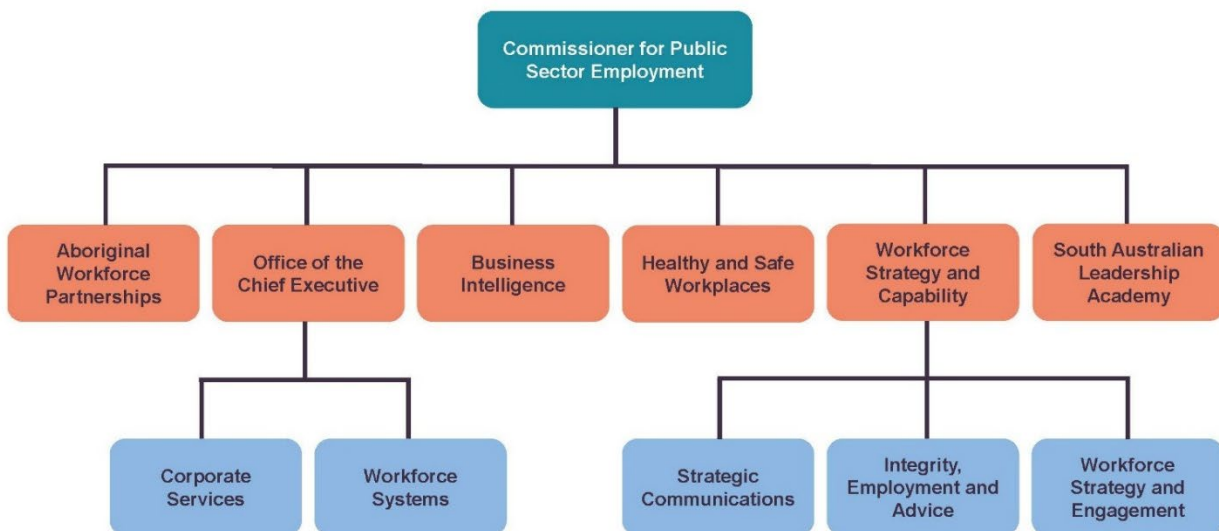 Commissioner for Public
Sector Employment
Aboriginal
Workforce
Partnerships
Office of the
Chief Executive
Business
Intelligence
Healthy and Safe
Workplaces
Workforce
Strategy and
Capability
South Australian
Leadership
Academy
Corporate
Services
Workforce
Systems
Strategic
Communications
Integrity,
Employment and
Advice
Workforce
Strategy and
Engagement